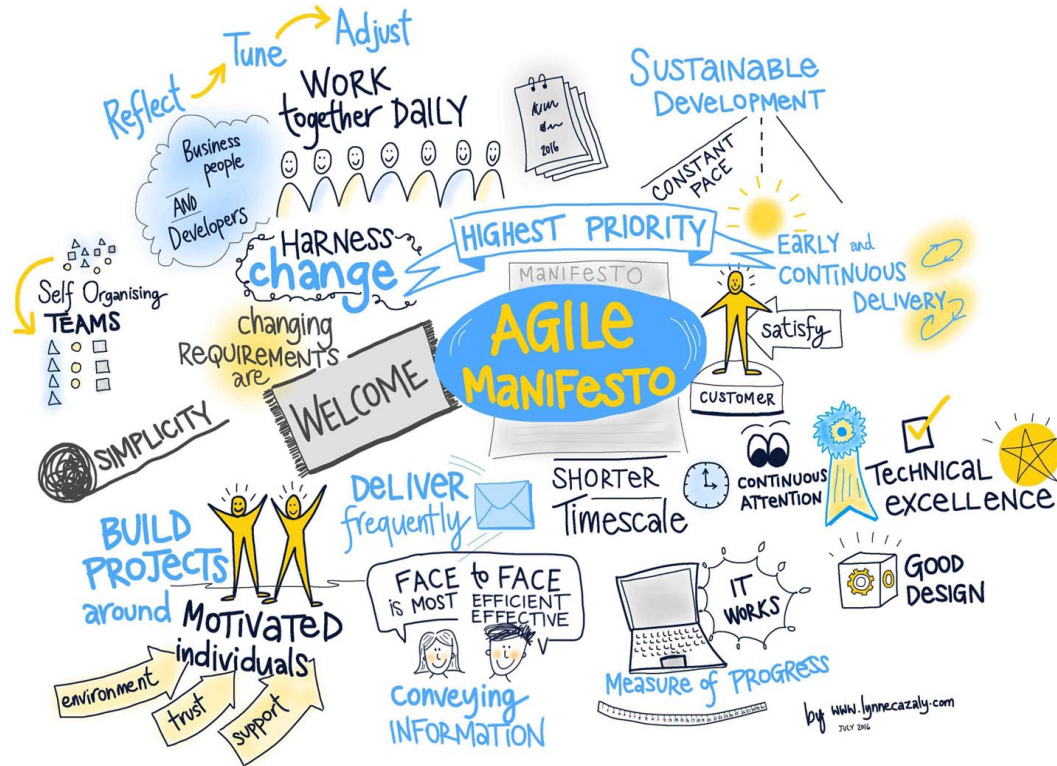 Reflect
Tune
Adjust
WORK
together DAILY
Business
people
AND
Developers
2016
SUSTAINABLE
DEVELOPMENT
CONSTANT
PACE
HARNESS
change
HIGHEST PRIORITY
EARLY and
CONTINUOUS
DELIVERY
Self Organising
TEAMS
changing
REQUIREMENTS
are
WELCOME
MANIFESTO
AGILE
MANIFESTO
satisfy
CUSTOMER
SIMPLICITY
DELIVER
frequently
SHORTER
Timescale
CONTINUOUS
ATTENTION
TECHNICAL
EXCELLENCE
BUILD
PROJECTS
around
MOTIVATED
individuals
environment
trust
support
FACE to FACE
is MOST EFFICIENT
EFFECTIVE
conveying
INFORMATION
IT
WORKS
Measure of PROGRESS
GOOD
DESIGN
by www.lynnecazaly.com
JULY 2016